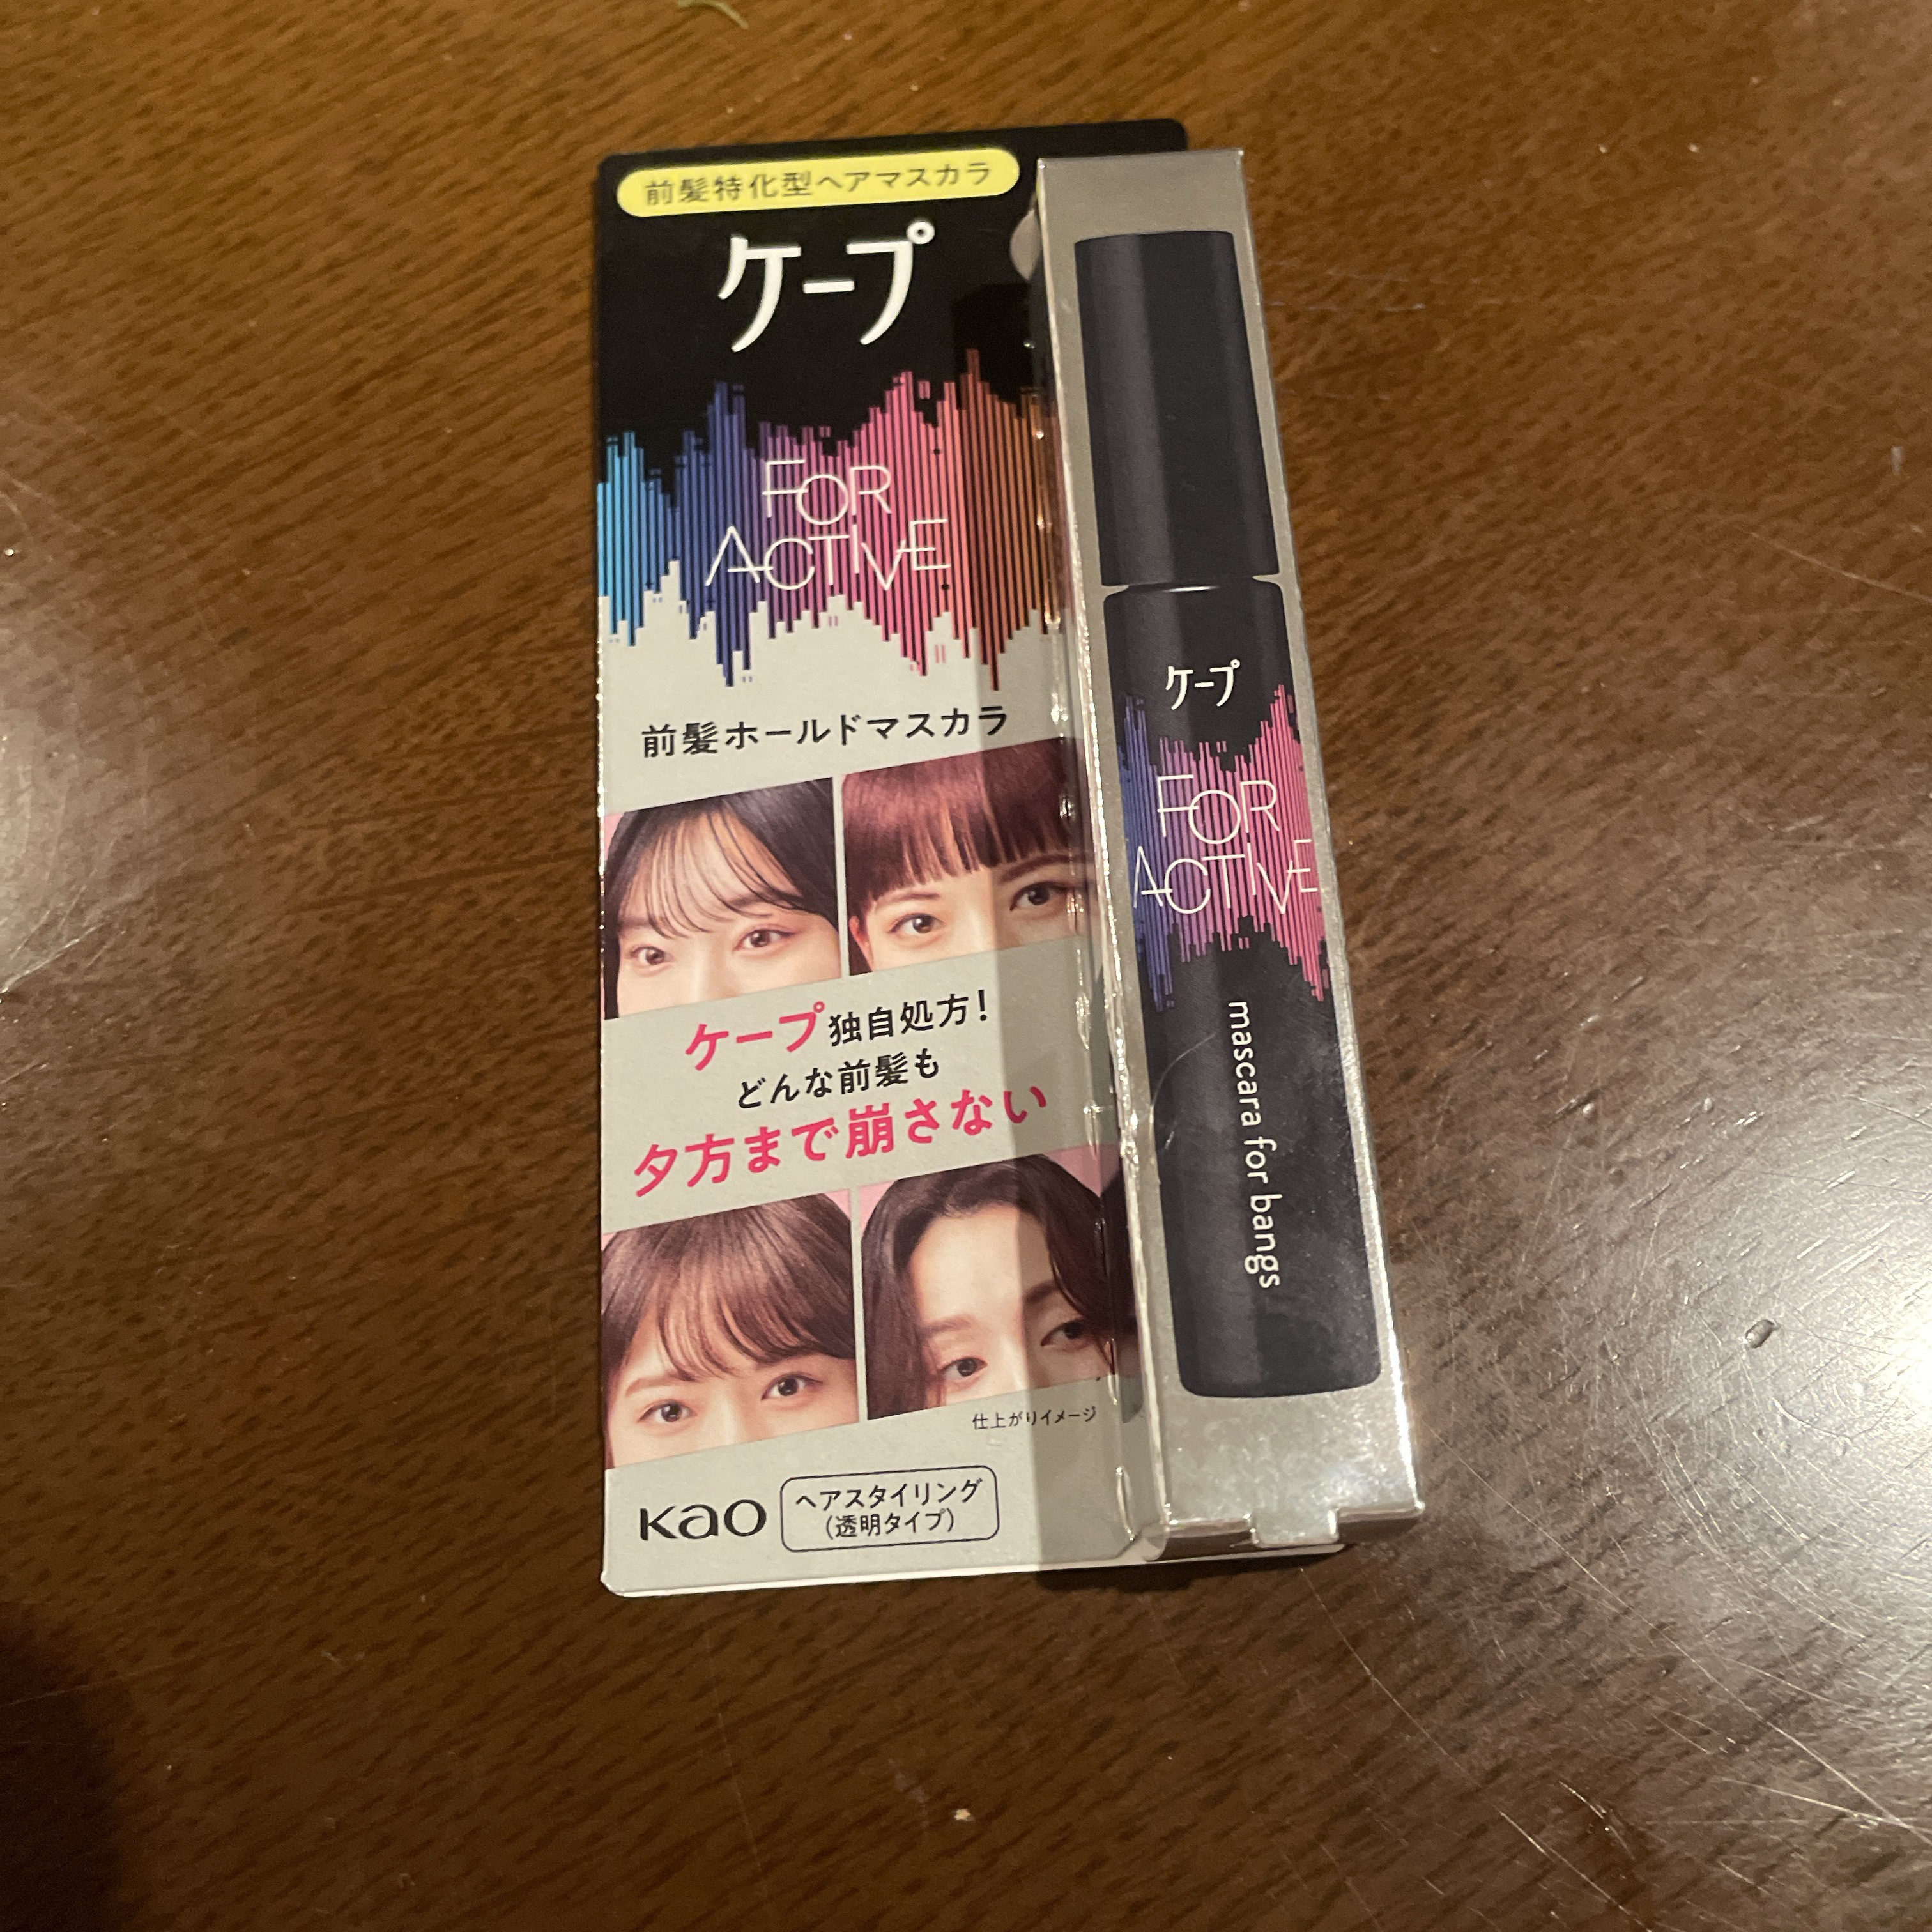 前髪特化型ヘアマスカラ
ケープ
FOR
ACTIVE
前髪ホールドマスカラ
ケープ独自処方!
どんな前髪も
夕方まで崩さない
仕上がりイメージ
Kao
ヘアスタイリング
(透明タイプ)
ケープ
FOR
ACTIVE
mascara for bangs